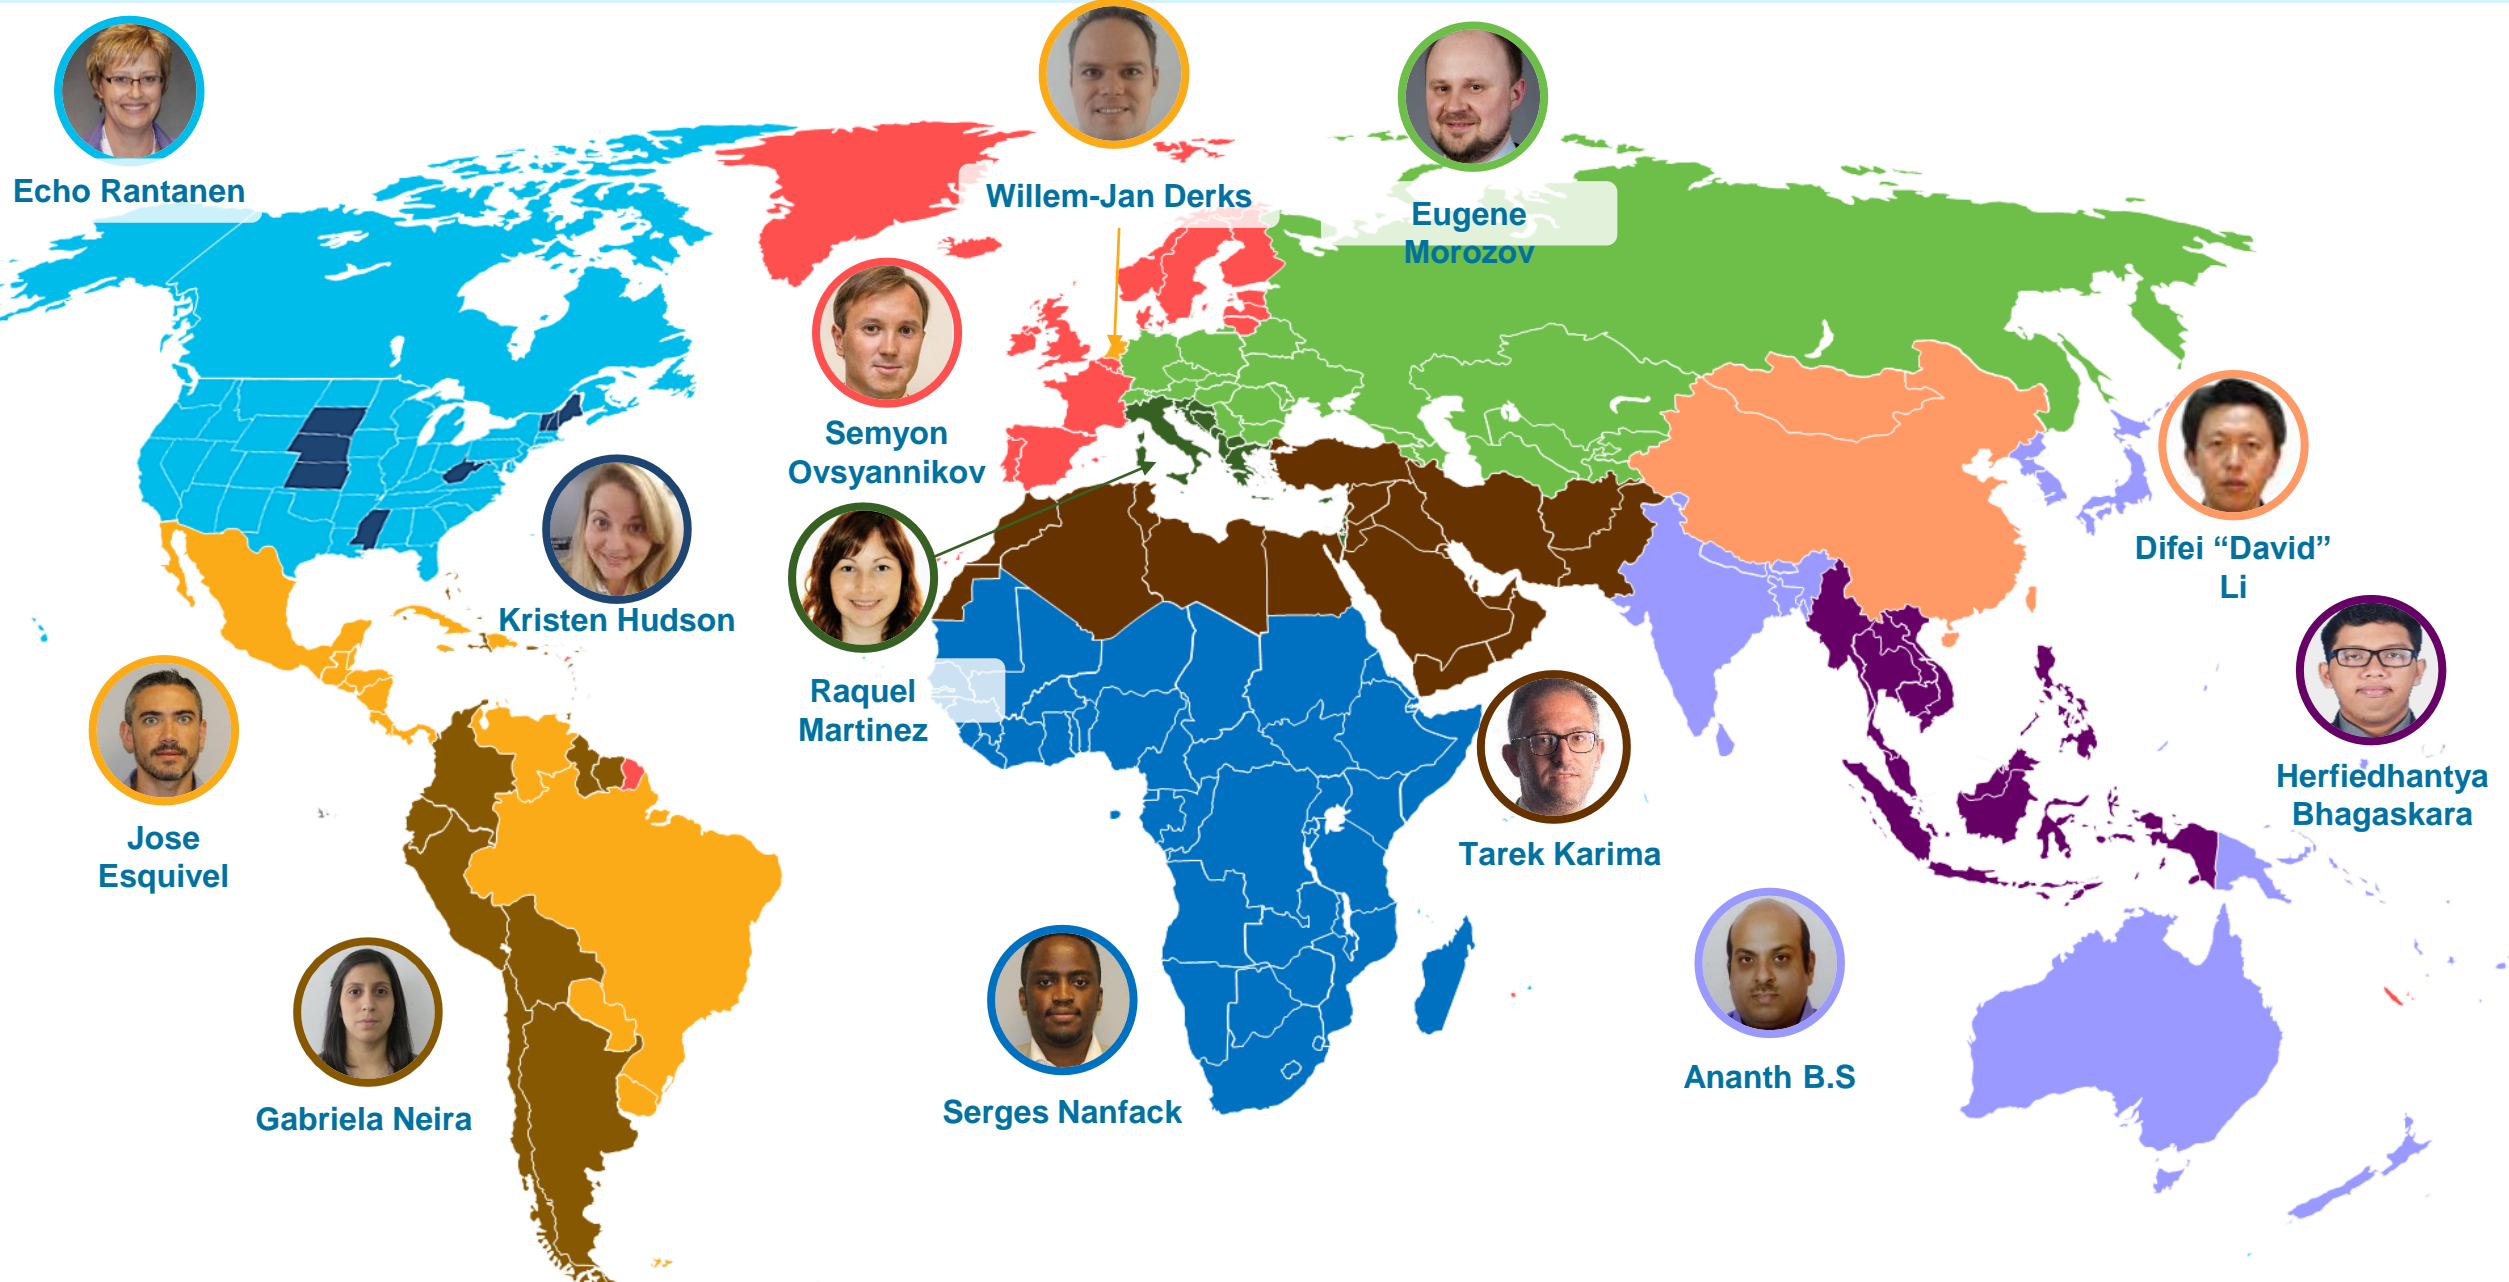 Echo Rantanen
Willem-Jan Derks
Eugene
Morozov
Semyon
Ovsyannikov
Kristen Hudson
Difei “David”
Li
Raquel
Martinez
Jose
Esquivel
Tarek Karima
Herfiedhantya
Bhagaskara
Gabriela Neira
Serges Nanfack
Ananth B.S